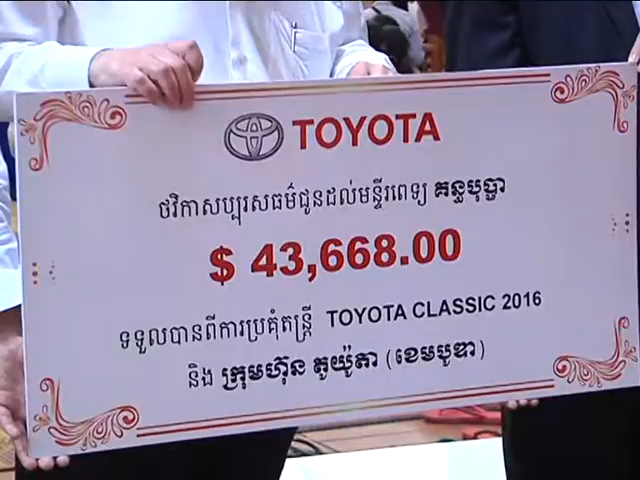 TOYOTA
ថវិកាសប្បុរសធម៌ជូនដល់មន្ទីរពេទ្យ គន្ធបុប្ផា
$ 43,668.00
ទទួលបានពីការប្រគុំតន្ត្រី TOYOTA CLASSIC 2016
និង ក្រុមហ៊ុន តូយ៉ូតា (ខេមបូឌា)